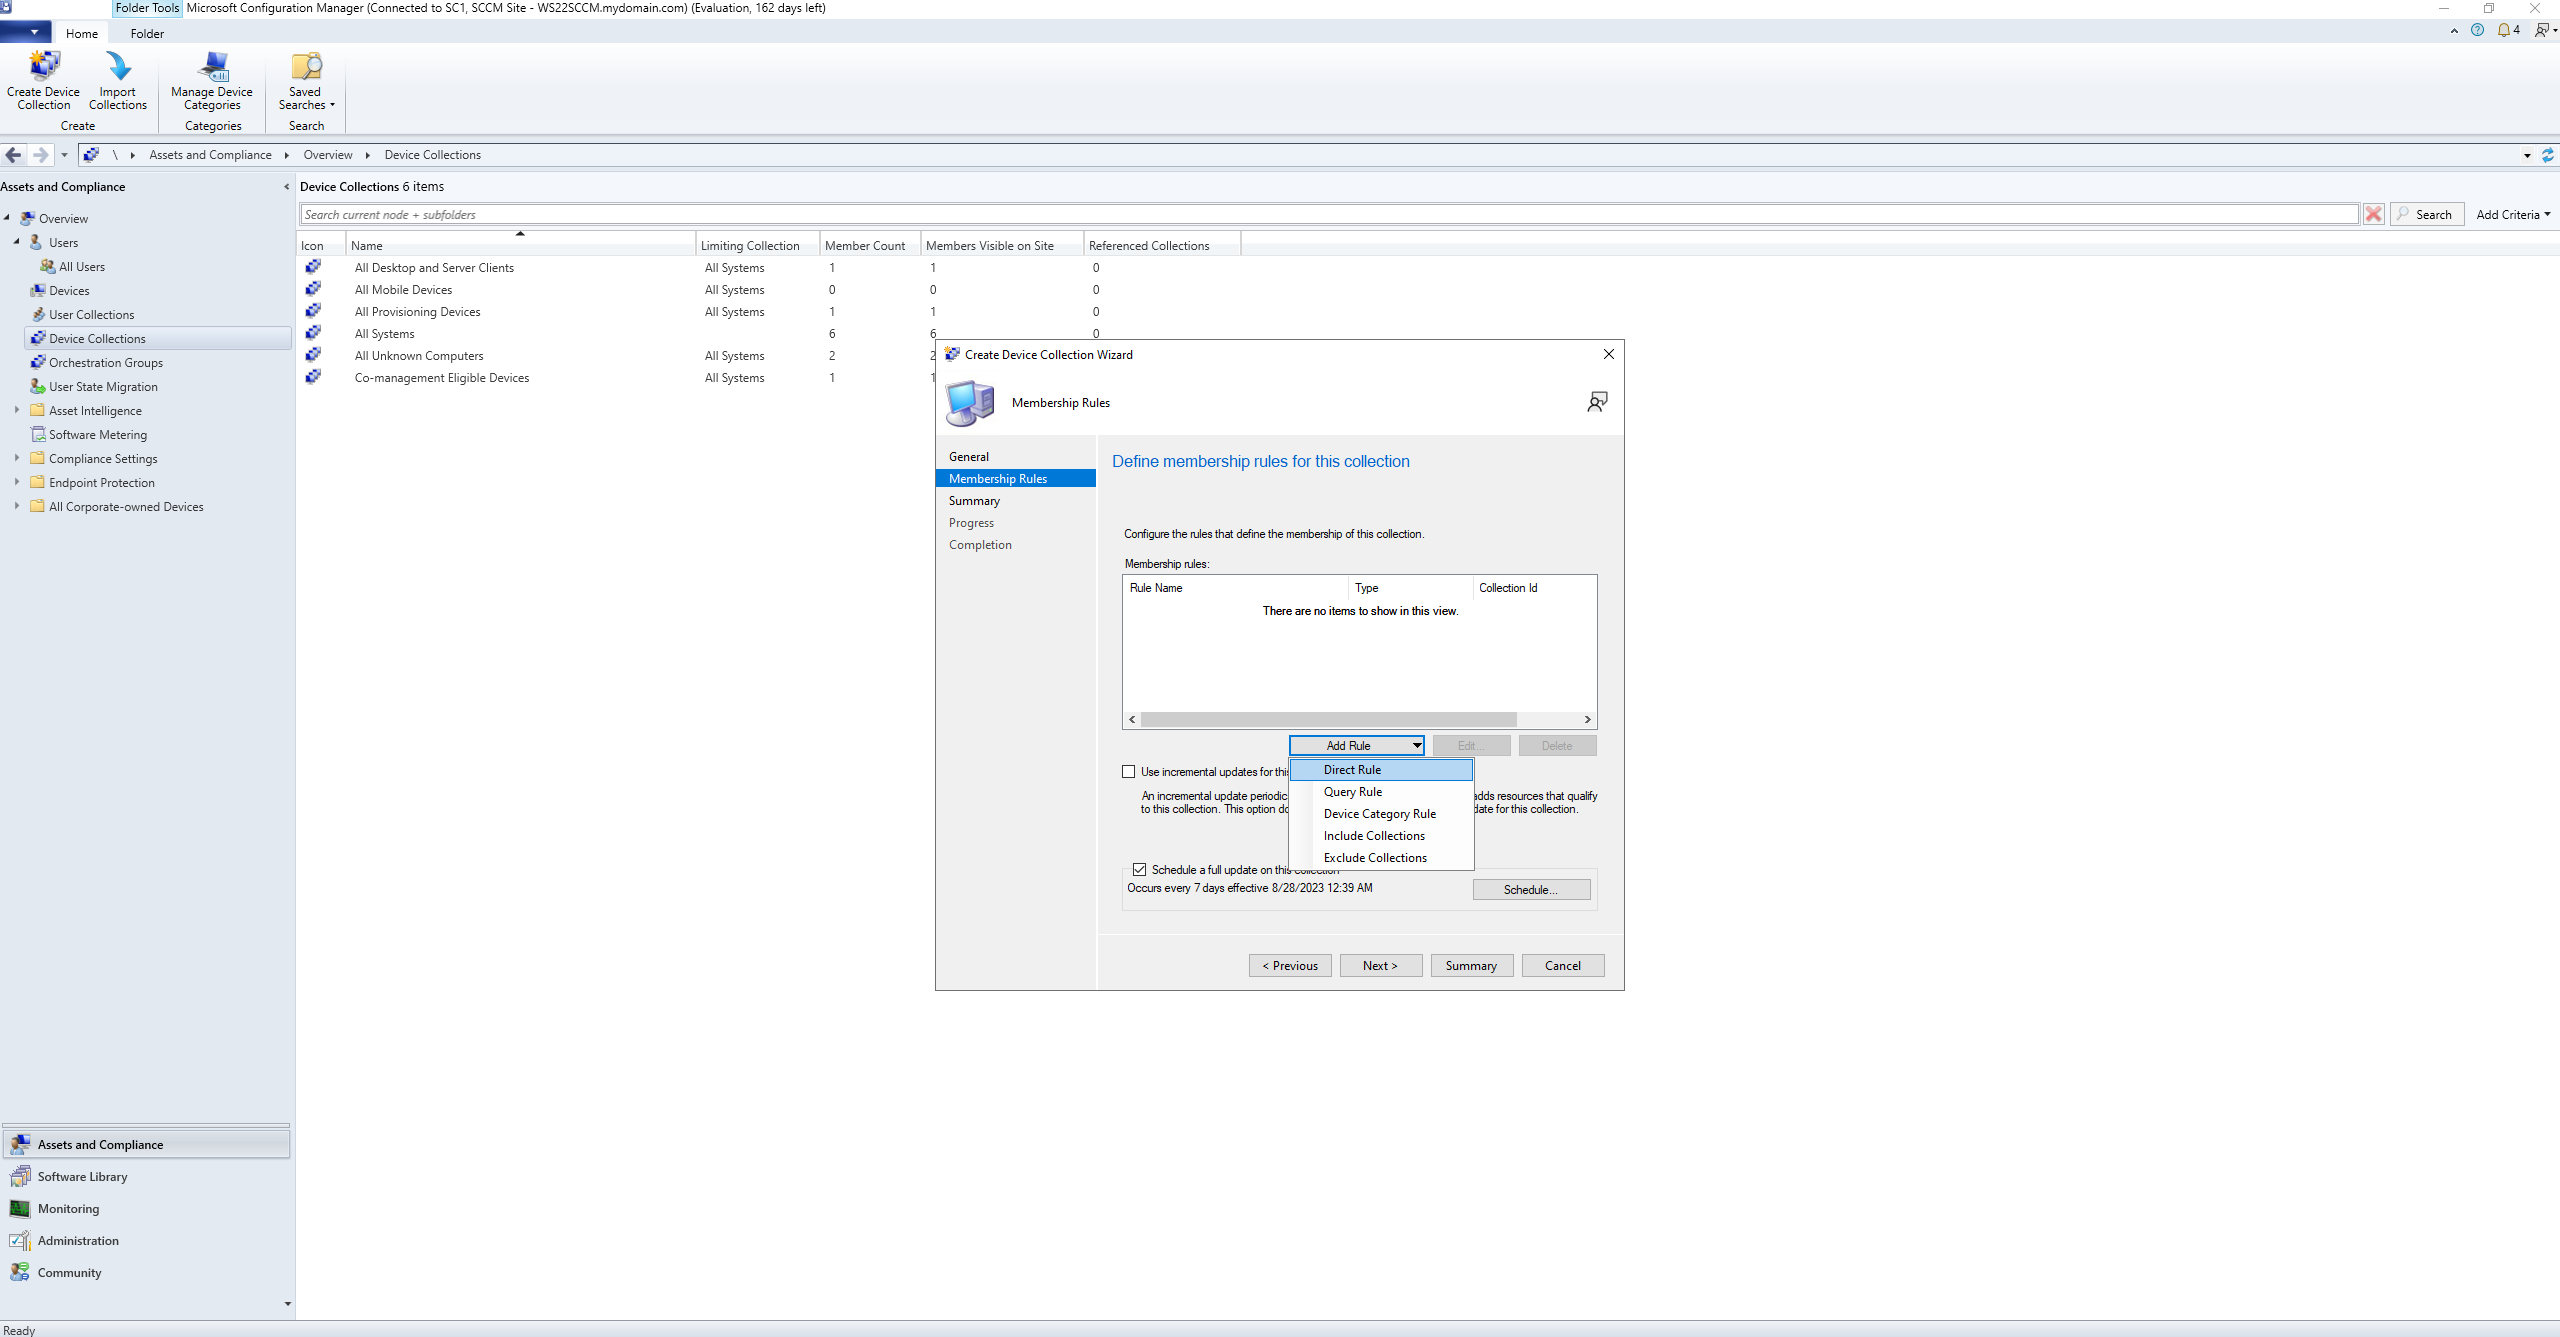 Folder Tools Microsoft Configuration Manager (Connected to SC1, SCCM Site - WS22SCCM.mydomain.com) (Evaluation, 162 days left)
Home Folder
4
Create Device Collection
Import Collections
Manage Device Categories
Saved Searches
Create Categories Search
\ Assets and Compliance Overview Device Collections
Assets and Compliance
Overview
Users
All Users
Devices
User Collections
Device Collections
Orchestration Groups
User State Migration
Asset Intelligence
Software Metering
Compliance Settings
Endpoint Protection
All Corporate-owned Devices
Assets and Compliance
Software Library
Monitoring
Administration
Community
Ready
Device Collections 6 items
Search current node + subfolders Search Add Criteria
Icon Name Limiting Collection Member Count Members Visible on Site Referenced Collections
All Desktop and Server Clients All Systems 1 1 0
All Mobile Devices All Systems 0 0 0
All Provisioning Devices All Systems 1 1 0
All Systems 6 6 0
All Unknown Computers All Systems 2 2
Co-management Eligible Devices All Systems 1 1
Create Device Collection Wizard
Membership Rules
General
Membership Rules
Summary
Progress
Completion
Define membership rules for this collection
Configure the rules that define the membership of this collection.
Membership rules:
Rule Name Type Collection Id
There are no items to show in this view.
Add Rule Edit... Delete
Direct Rule
Query Rule
Device Category Rule
Include Collections
Exclude Collections
Use incremental updates for this
An incremental update periodic adds resources that qualify
to this collection. This option do date for this collection.
Schedule a full update on this collection
Occurs every 7 days effective 8/28/2023 12:39 AM Schedule...
< Previous Next > Summary Cancel